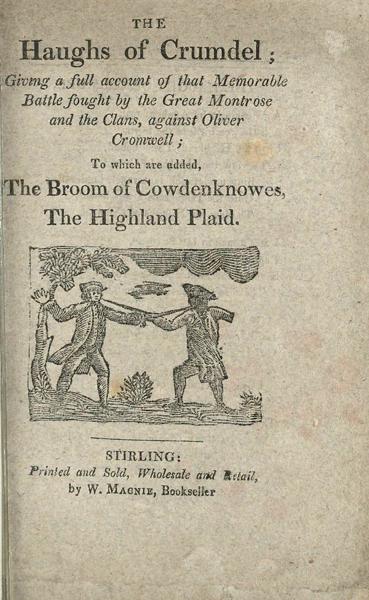 THE
Haughs of Crumdel;
Giving a full account of that Memorable
Battle fought by the Great Montrose
and the Clans, against Oliver
Cromwell;
To which are added,
The Broom of Cowdenknowes,
The Highland Plaid.
STIRLING:
Printed and Sold, Wholesale and Retail,
by W. MACNIE, Bookseller